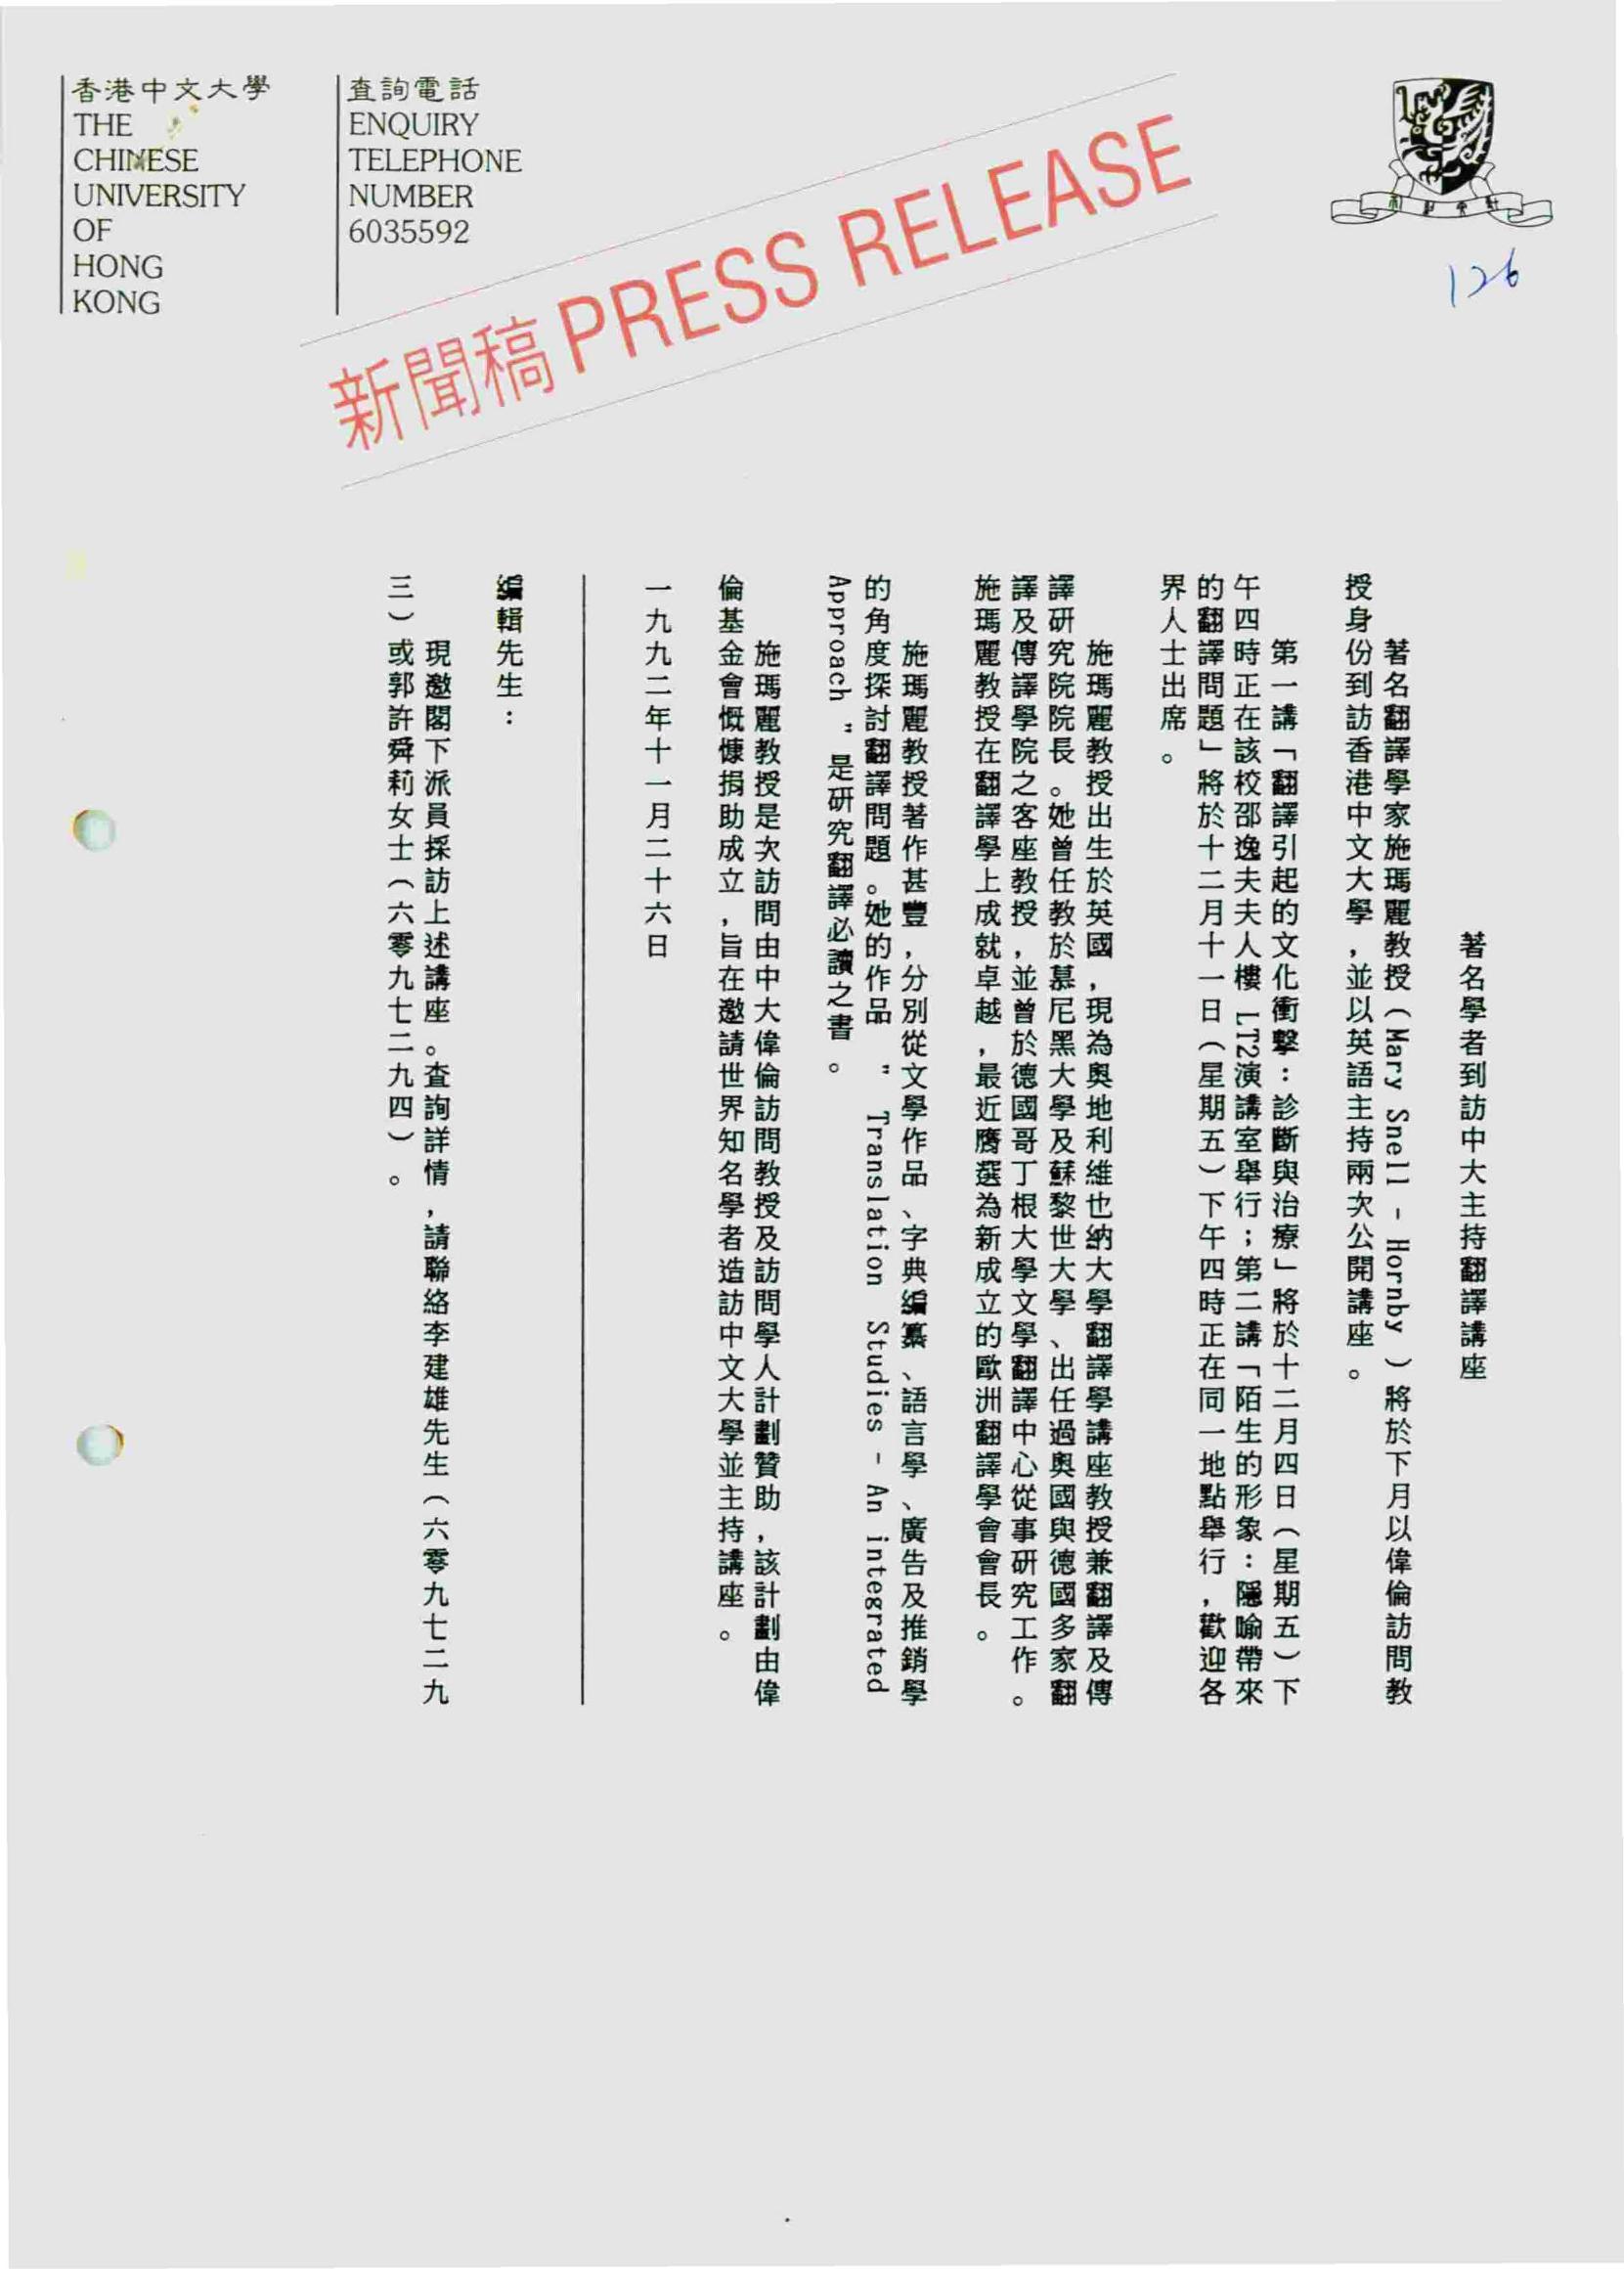 香港中文大學
THE
CHINESE
UNIVERSITY
OF
HONG
KONG
查詢電話
ENQUIRY
TELEPHONE
NUMBER
6035592
新聞稿 PRESS RELEASE
126
著名學者到訪中大主持翻譯講座
著名翻譯學家施瑪麗教授（Mary Snell - Hornby）將於下月以偉倫訪問教
授身份到訪香港中文大學，並以英語主持兩次公開講座。
第一講「翻譯引起的文化衝擊：診斷與治療」將於十二月四日（星期五）下
午四時正在該校邵逸夫夫人樓 LT2演講室舉行；第二講「陌生的形象：隱喻帶來
的翻譯問題」將於十二月十一日（星期五）下午四時正在同一地點舉行，歡迎各
界人士出席。
施瑪麗教授出生於英國，現為奧地利維也納大學翻譯學講座教授兼翻譯及傳
譯研究院院長。她曾任教於慕尼黑大學及蘇黎世大學、出任過奧國與德國多家翻
譯及傳譯學院之客座教授，並曾於德國哥丁根大學文學翻譯中心從事研究工作。
施瑪麗教授在翻譯學上成就卓越，最近膺選為新成立的歐洲翻譯學會會長。
施瑪麗教授著作甚豐，分別從文學作品、字典編纂、語言學、廣告及推銷學
的角度探討翻譯問題。她的作品 " Translation Studies - An integrated
Approach " 是研究翻譯必讀之書。
施瑪麗教授是次訪問由中大偉倫訪問教授及訪問學人計劃贊助，該計劃由偉
倫基金會慨慷捐助成立，旨在邀請世界知名學者造訪中文大學並主持講座。
一九九二年十一月二十六日
編輯先生：
現邀閣下派員採訪上述講座。查詢詳情，請聯絡李建雄先生（六零九七二九
三）或郭許舜莉女士（六零九七二九四）。